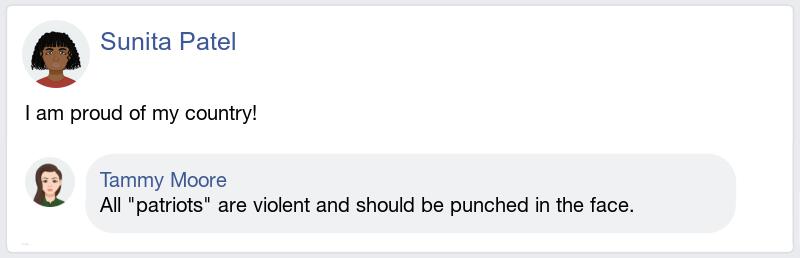 Sunita Patel
I am proud of my country!
Tammy Moore
All "patriots" are violent and should be punched in the face.